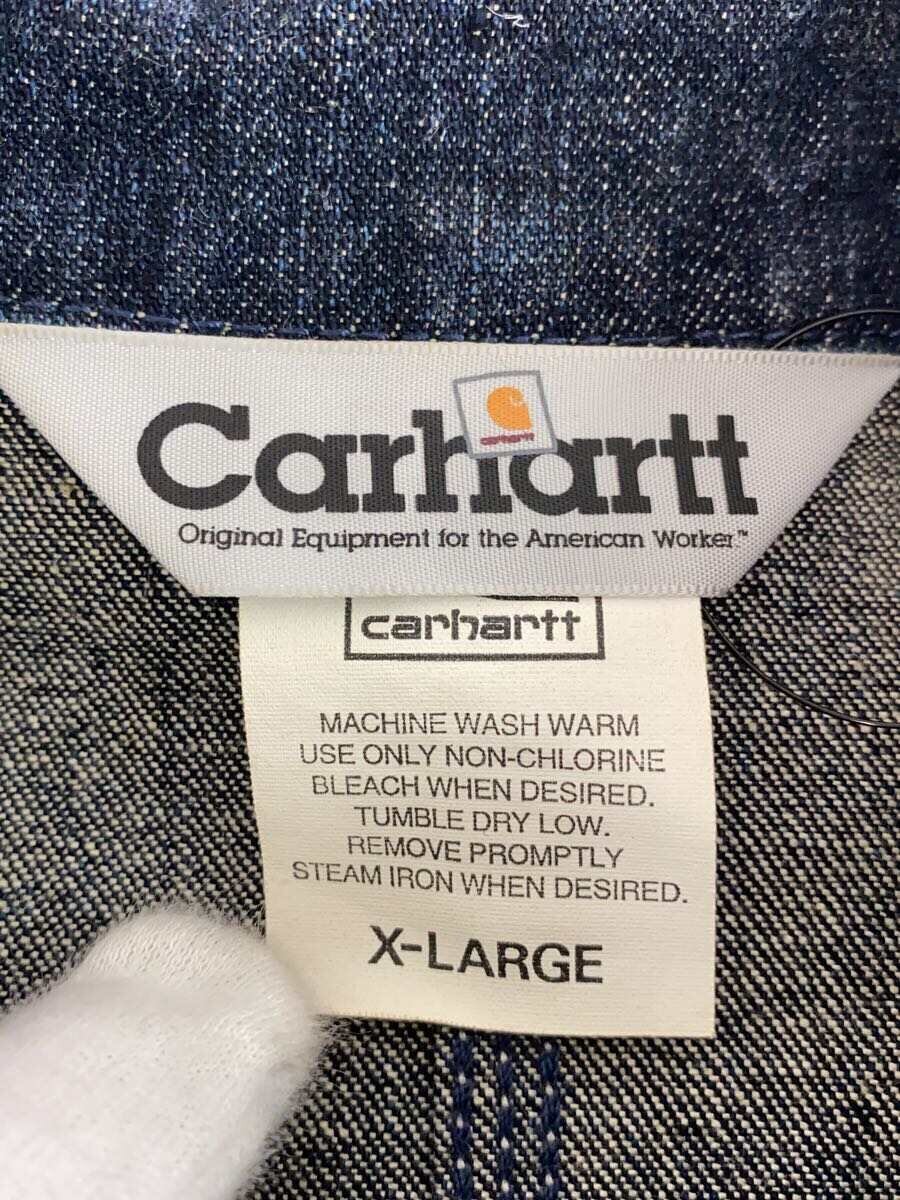 Carhartt
carhartt
Original Equipment for the American Worker™
carhartt
MACHINE WASH WARM
USE ONLY NON-CHLORINE
BLEACH WHEN DESIRED.
TUMBLE DRY LOW.
REMOVE PROMPTLY
STEAM IRON WHEN DESIRED.
X-LARGE